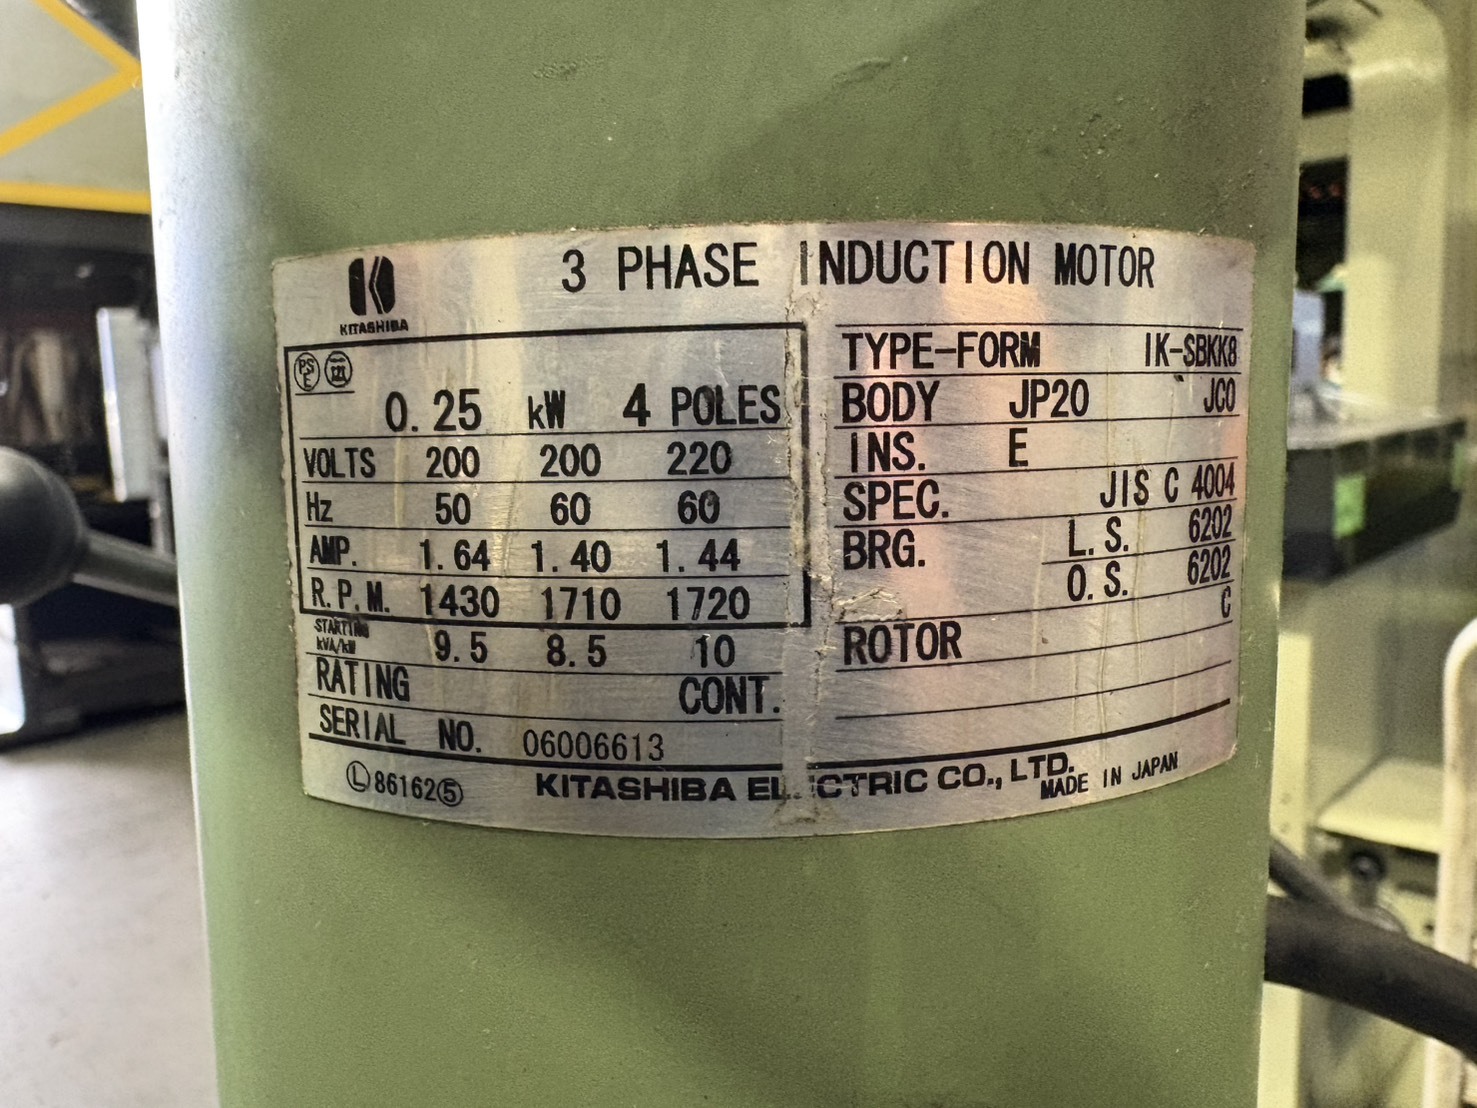 3 PHASE INDUCTION MOTOR
KITASHIBA
PS E
0.25 kW 4 POLES
VOLTS 200 200 220
Hz 50 60 60
AMP. 1.64 1.40 1.44
R.P.M. 1430 1710 1720
STARTING kVA/kW 9.5 8.5 10
RATING CONT.
SERIAL NO. 06006613
TYPE-FORM IK-SBKK8
BODY JP20 JC0
INS. E
SPEC. JIS C 4004
BRG. L.S. 6202
O.S. 6202
ROTOR C
Ⓛ86162⑤ KITASHIBA ELECTRIC CO., LTD.
MADE IN JAPAN